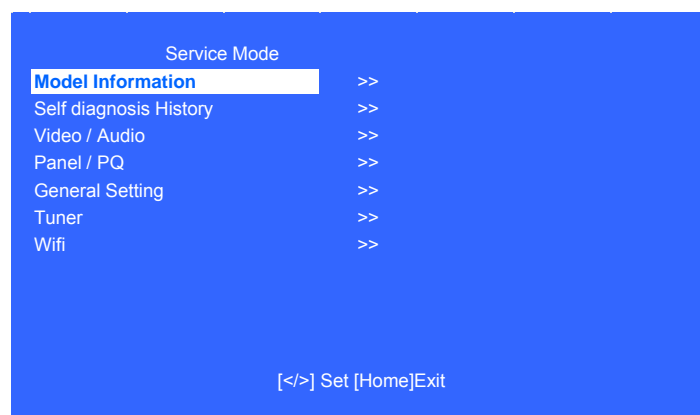 Service Mode
Model Information >>
Self diagnosis History >>
Video / Audio >>
Panel / PQ >>
General Setting >>
Tuner >>
Wifi >>
[</>] Set [Home]Exit